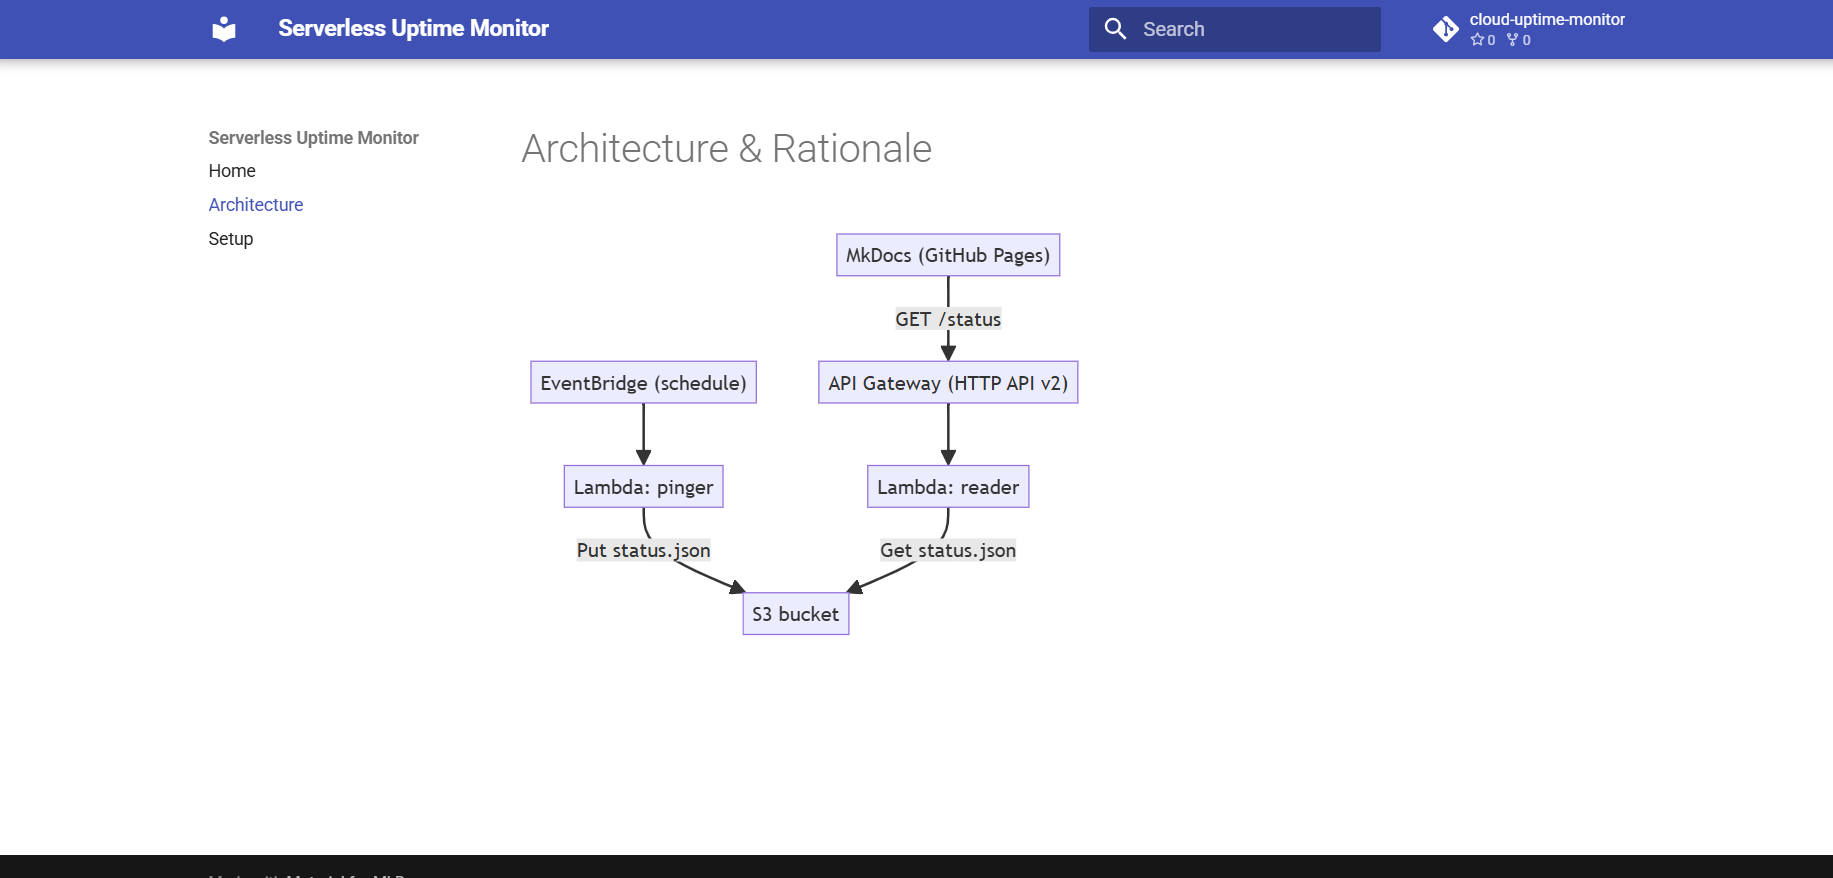 Serverless Uptime Monitor
Search
cloud-uptime-monitor
0 0
Serverless Uptime Monitor
Home
Architecture
Setup
Architecture & Rationale
MkDocs (GitHub Pages)
GET /status
EventBridge (schedule)
API Gateway (HTTP API v2)
Lambda: pinger
Lambda: reader
Put status.json
Get status.json
S3 bucket